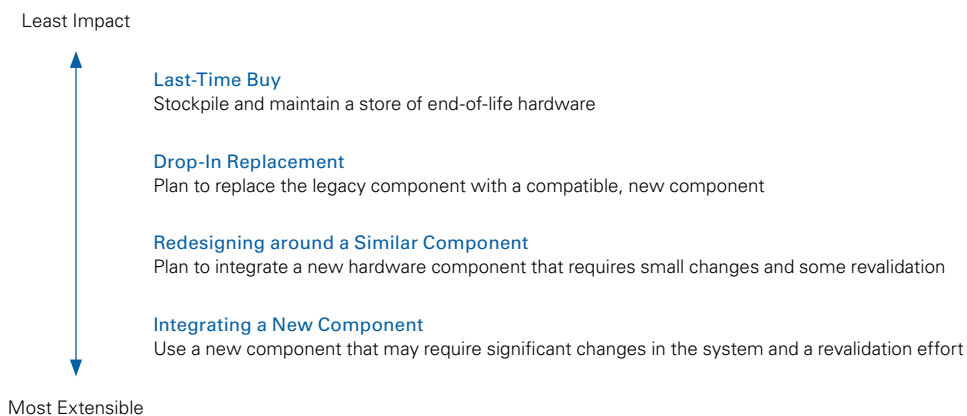 Least Impact
Last-Time Buy
Stockpile and maintain a store of end-of-life hardware
Drop-In Replacement
Plan to replace the legacy component with a compatible, new component
Redesigning around a Similar Component
Plan to integrate a new hardware component that requires small changes and some revalidation
Integrating a New Component
Use a new component that may require significant changes in the system and a revalidation effort
Most Extensible